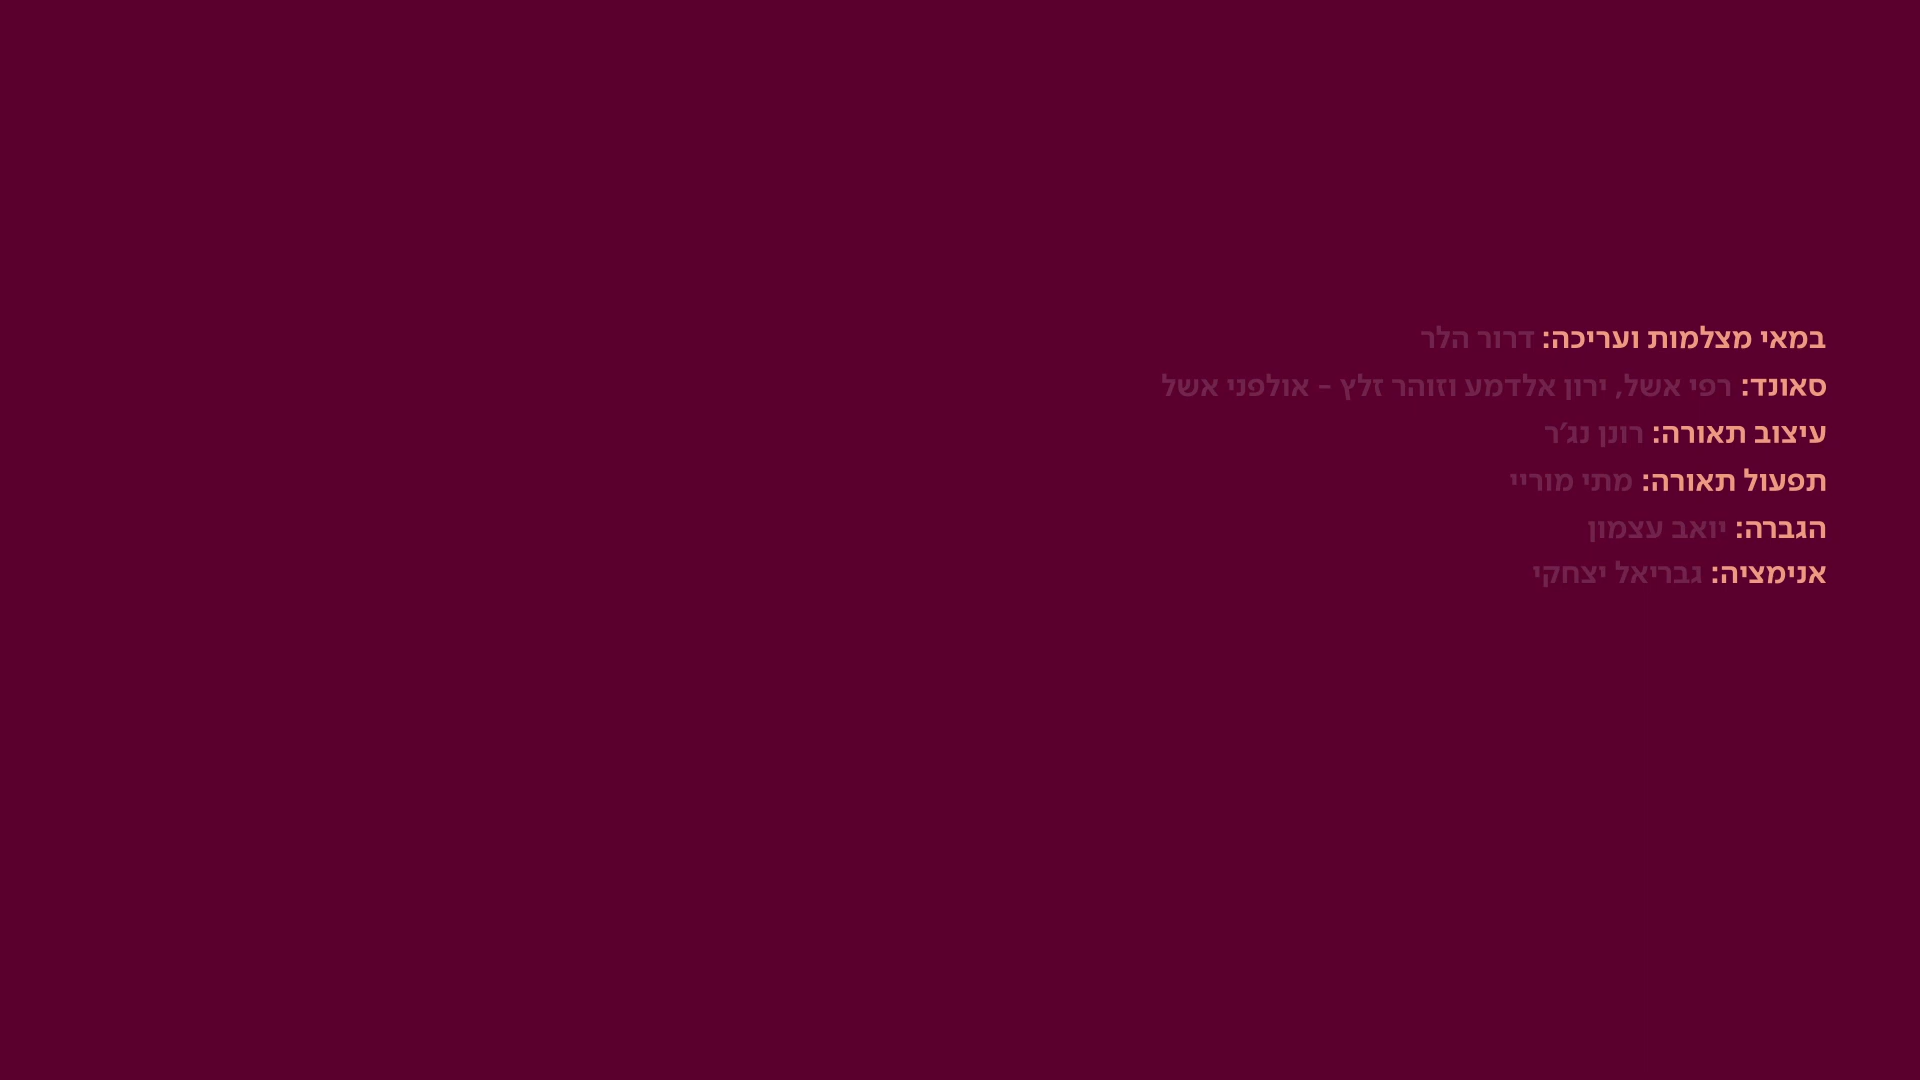 במאי מצלמות ועריכה: דרור הלר
סאונד: רפי אשל, ירון אלדמע וזוהר זלץ – אולפני אשל
עיצוב תאורה: רונן נג׳ר
תפעול תאורה: מתי מוריי
הגברה: יואב עצמון
אנימציה: גבריאל יצחקי